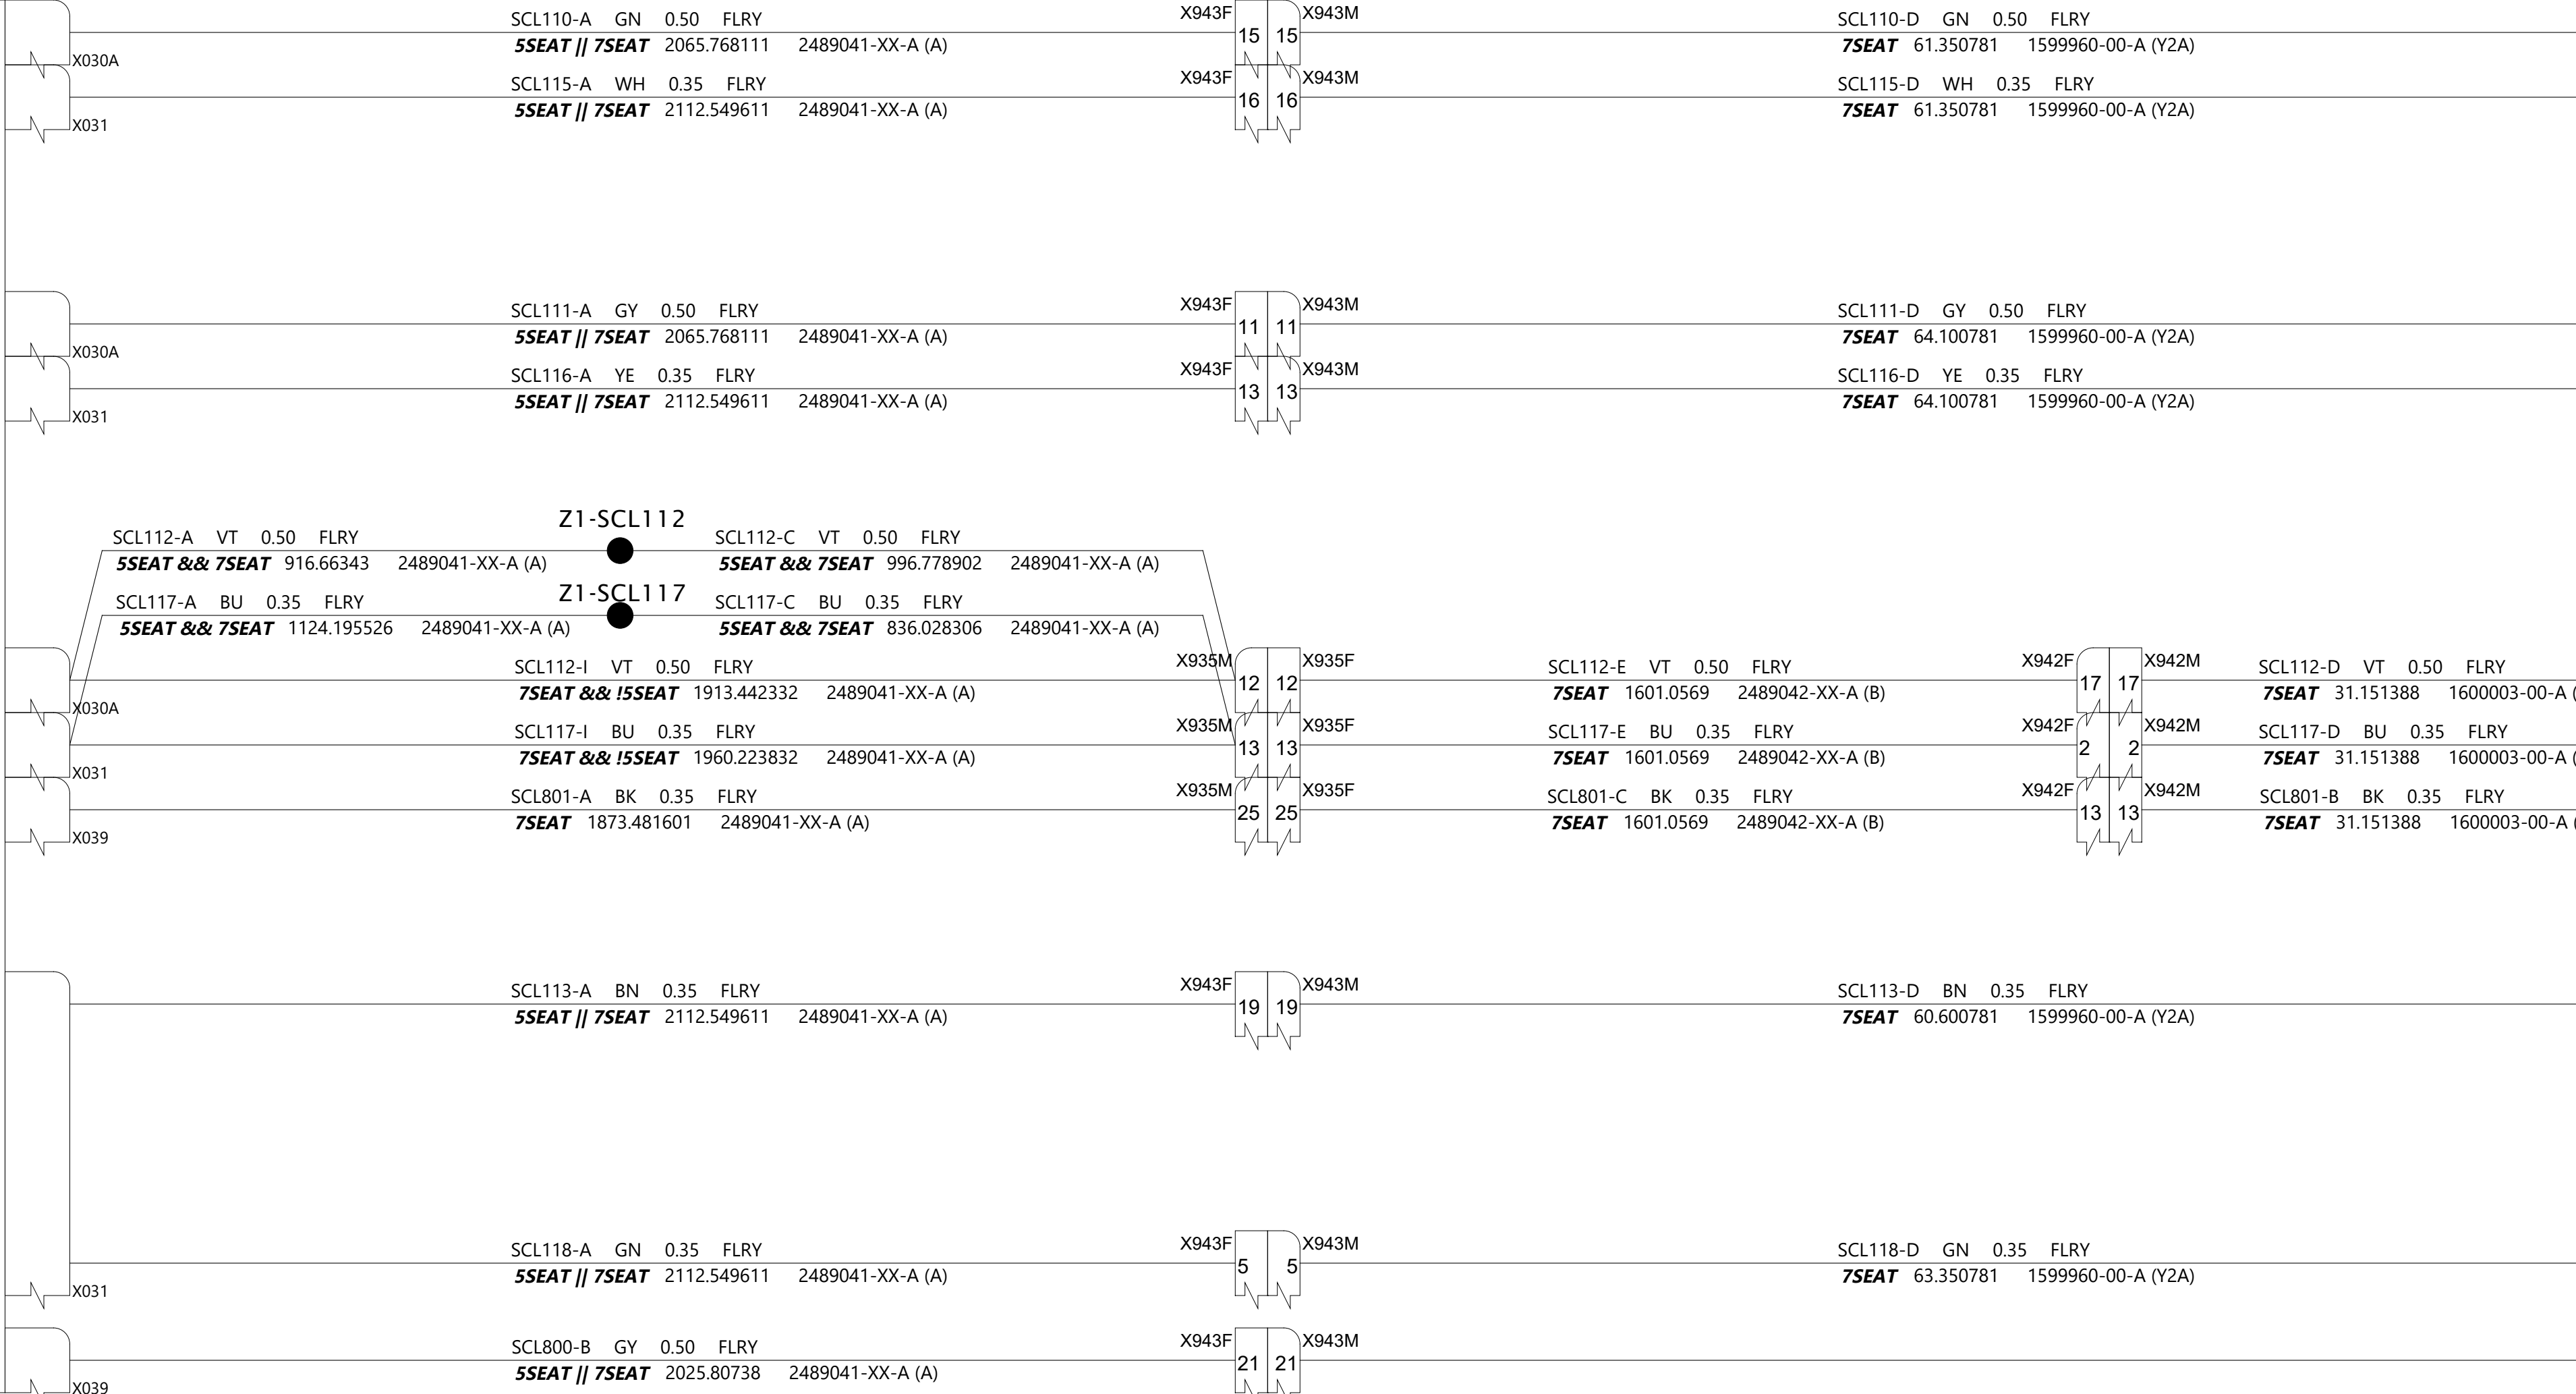 SCL110-A GN 0.50 FLRY X943F X943M SCL110-D GN 0.50 FLRY
15 15
5SEAT || 7SEAT 2065.768111 2489041-XX-A (A) 7SEAT 61.350781 1599960-00-A (Y2A)
X030A
SCL115-A WH 0.35 FLRY X943F X943M SCL115-D WH 0.35 FLRY
16 16
5SEAT || 7SEAT 2112.549611 2489041-XX-A (A) 7SEAT 61.350781 1599960-00-A (Y2A)
X031
SCL111-A GY 0.50 FLRY X943F X943M SCL111-D GY 0.50 FLRY
11 11
5SEAT || 7SEAT 2065.768111 2489041-XX-A (A) 7SEAT 64.100781 1599960-00-A (Y2A)
X030A
SCL116-A YE 0.35 FLRY X943F X943M SCL116-D YE 0.35 FLRY
13 13
5SEAT || 7SEAT 2112.549611 2489041-XX-A (A) 7SEAT 64.100781 1599960-00-A (Y2A)
X031
Z1-SCL112
SCL112-A VT 0.50 FLRY SCL112-C VT 0.50 FLRY
5SEAT && 7SEAT 916.66343 2489041-XX-A (A) 5SEAT && 7SEAT 996.778902 2489041-XX-A (A)
Z1-SCL117
SCL117-A BU 0.35 FLRY SCL117-C BU 0.35 FLRY
5SEAT && 7SEAT 1124.195526 2489041-XX-A (A) 5SEAT && 7SEAT 836.028306 2489041-XX-A (A)
SCL112-I VT 0.50 FLRY X935M X935F SCL112-E VT 0.50 FLRY X942F X942M SCL112-D VT 0.50 FLRY
12 12 17 17
7SEAT && !5SEAT 1913.442332 2489041-XX-A (A) 7SEAT 1601.0569 2489042-XX-A (B) 7SEAT 31.151388 1600003-00-A (
X030A
SCL117-I BU 0.35 FLRY X935M X935F SCL117-E BU 0.35 FLRY X942F X942M SCL117-D BU 0.35 FLRY
13 13 2 2
7SEAT && !5SEAT 1960.223832 2489041-XX-A (A) 7SEAT 1601.0569 2489042-XX-A (B) 7SEAT 31.151388 1600003-00-A (
X031
SCL801-A BK 0.35 FLRY X935M X935F SCL801-C BK 0.35 FLRY X942F X942M SCL801-B BK 0.35 FLRY
25 25 13 13
7SEAT 1873.481601 2489041-XX-A (A) 7SEAT 1601.0569 2489042-XX-A (B) 7SEAT 31.151388 1600003-00-A (
X039
SCL113-A BN 0.35 FLRY X943F X943M SCL113-D BN 0.35 FLRY
19 19
5SEAT || 7SEAT 2112.549611 2489041-XX-A (A) 7SEAT 60.600781 1599960-00-A (Y2A)
SCL118-A GN 0.35 FLRY X943F X943M SCL118-D GN 0.35 FLRY
5 5
5SEAT || 7SEAT 2112.549611 2489041-XX-A (A) 7SEAT 63.350781 1599960-00-A (Y2A)
X031
SCL800-B GY 0.50 FLRY X943F X943M
21 21
5SEAT || 7SEAT 2025.80738 2489041-XX-A (A)
X039